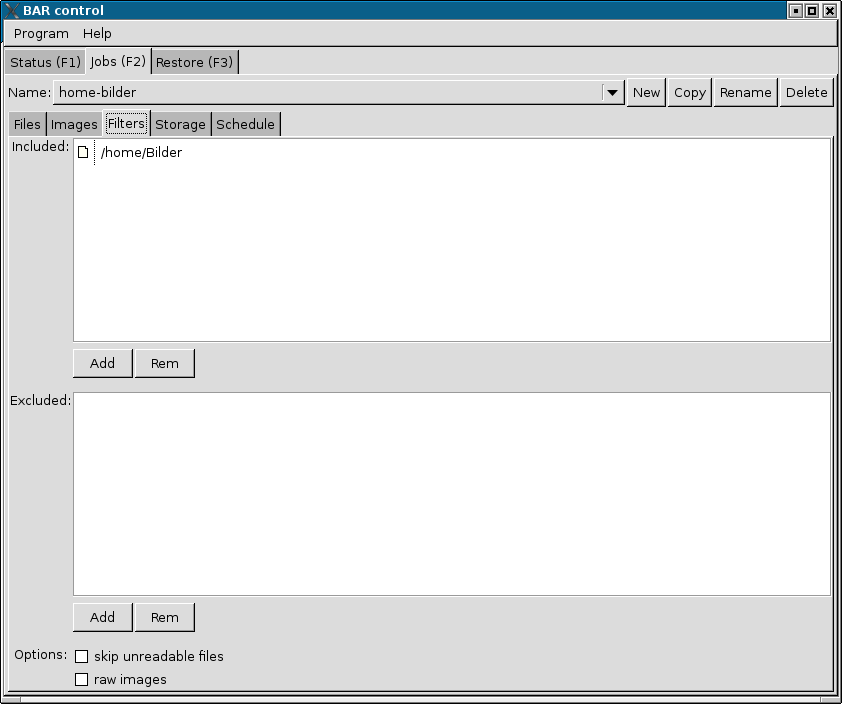 BAR control
Program Help
Status (F1) Jobs (F2) Restore (F3)
Name: home-bilder New Copy Rename Delete
Files Images Filters Storage Schedule
Included: /home/Bilder
Add Rem
Excluded:
Add Rem
Options: skip unreadable files
raw images